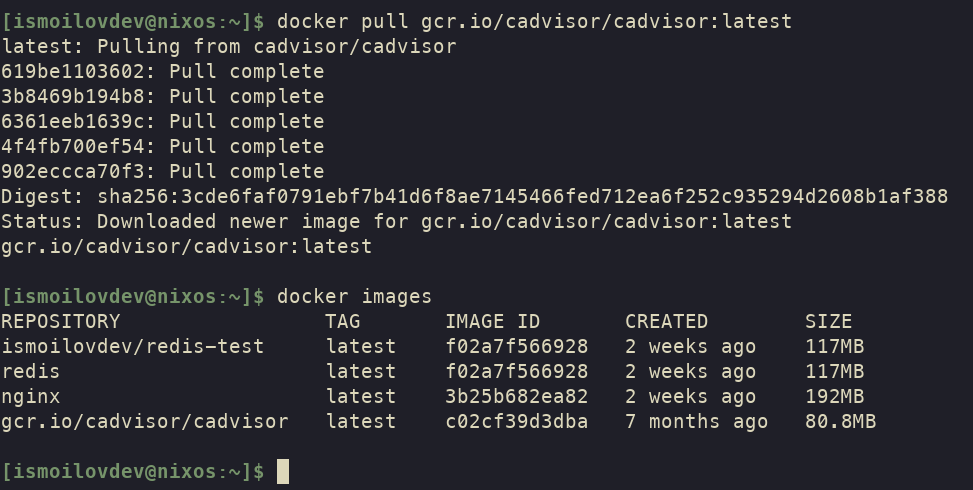 [ismoilovdev@nixos:~]$ docker pull gcr.io/cadvisor/cadvisor:latest
latest: Pulling from cadvisor/cadvisor
619be1103602: Pull complete
3b8469b194b8: Pull complete
6361eeb1639c: Pull complete
4f4fb700ef54: Pull complete
902eccca70f3: Pull complete
Digest: sha256:3cde6faf0791ebf7b41d6f8ae7145466fed712ea6f252c935294d2608b1af388
Status: Downloaded newer image for gcr.io/cadvisor/cadvisor:latest
gcr.io/cadvisor/cadvisor:latest
[ismoilovdev@nixos:~]$ docker images
REPOSITORY TAG IMAGE ID CREATED SIZE
ismoilovdev/redis-test latest f02a7f566928 2 weeks ago 117MB
redis latest f02a7f566928 2 weeks ago 117MB
nginx latest 3b25b682ea82 2 weeks ago 192MB
gcr.io/cadvisor/cadvisor latest c02cf39d3dba 7 months ago 80.8MB
[ismoilovdev@nixos:~]$